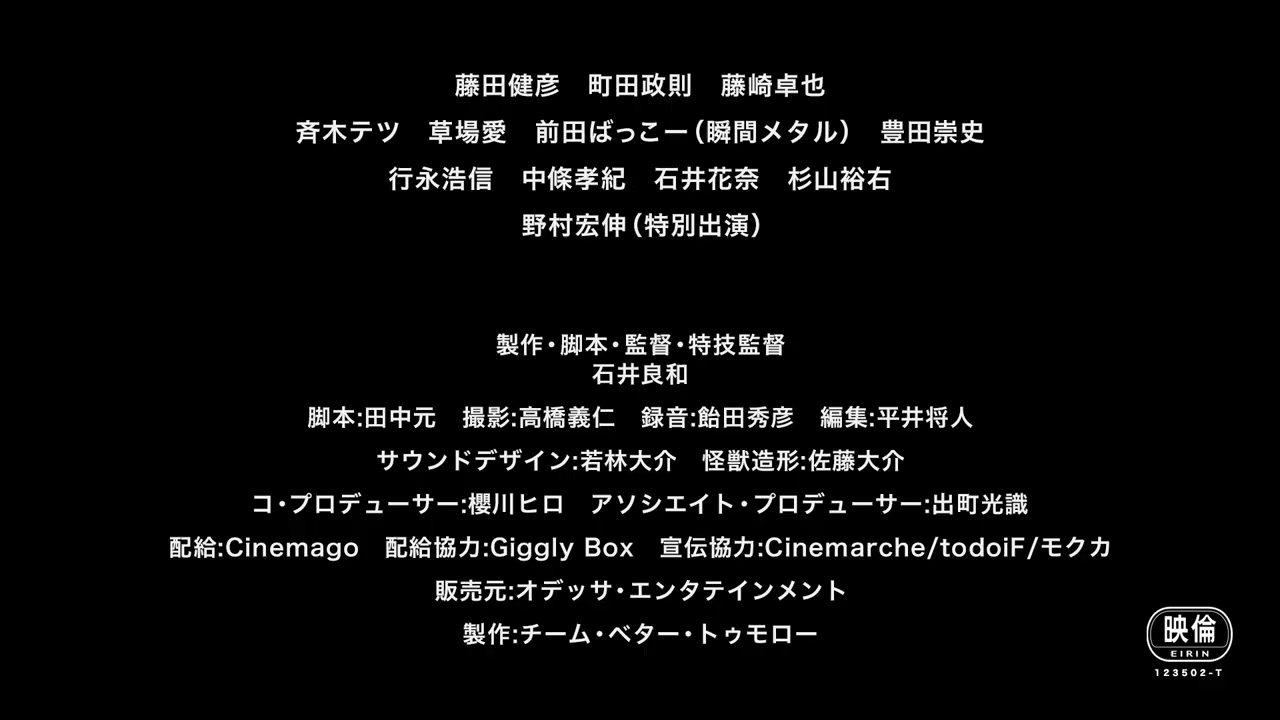 藤田健彦　町田政則　藤崎卓也
斉木テツ　草場愛　前田ばっこー（瞬間メタル）　豊田崇史
行永浩信　中條孝紀　石井花奈　杉山裕右
野村宏伸（特別出演）
製作・脚本・監督・特技監督
石井良和
脚本:田中元　撮影:高橋義仁　録音:飴田秀彦　編集:平井将人
サウンドデザイン:若林大介　怪獣造形:佐藤大介
コ・プロデューサー:櫻川ヒロ　アソシエイト・プロデューサー:出町光識
配給:Cinemago　配給協力:Giggly Box　宣伝協力:Cinemarche/todoiF/モクカ
販売元:オデッサ・エンタテインメント
製作:チーム・ベター・トゥモロー
映倫
EIRIN
123502-T